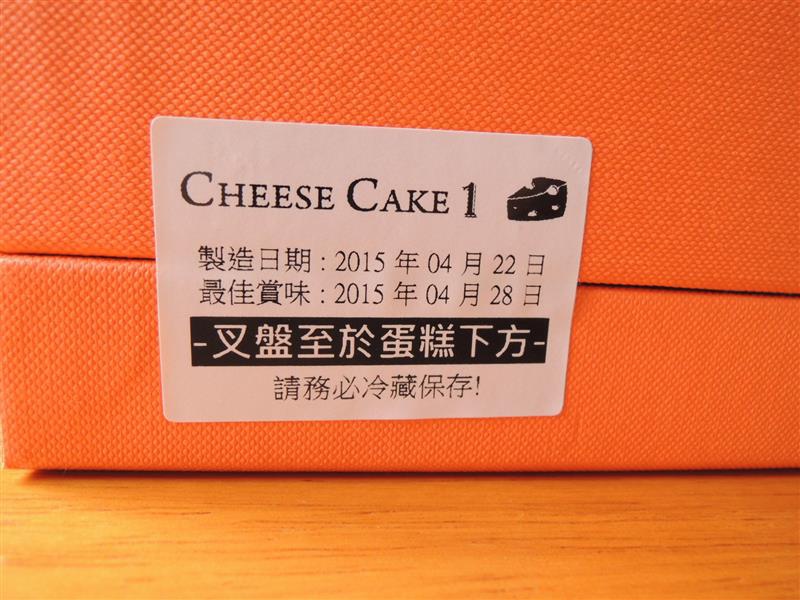 CHEESE CAKE 1
製造日期 : 2015 年 04 月 22 日
最佳賞味 : 2015 年 04 月 28 日
-叉盤至於蛋糕下方-
請務必冷藏保存!